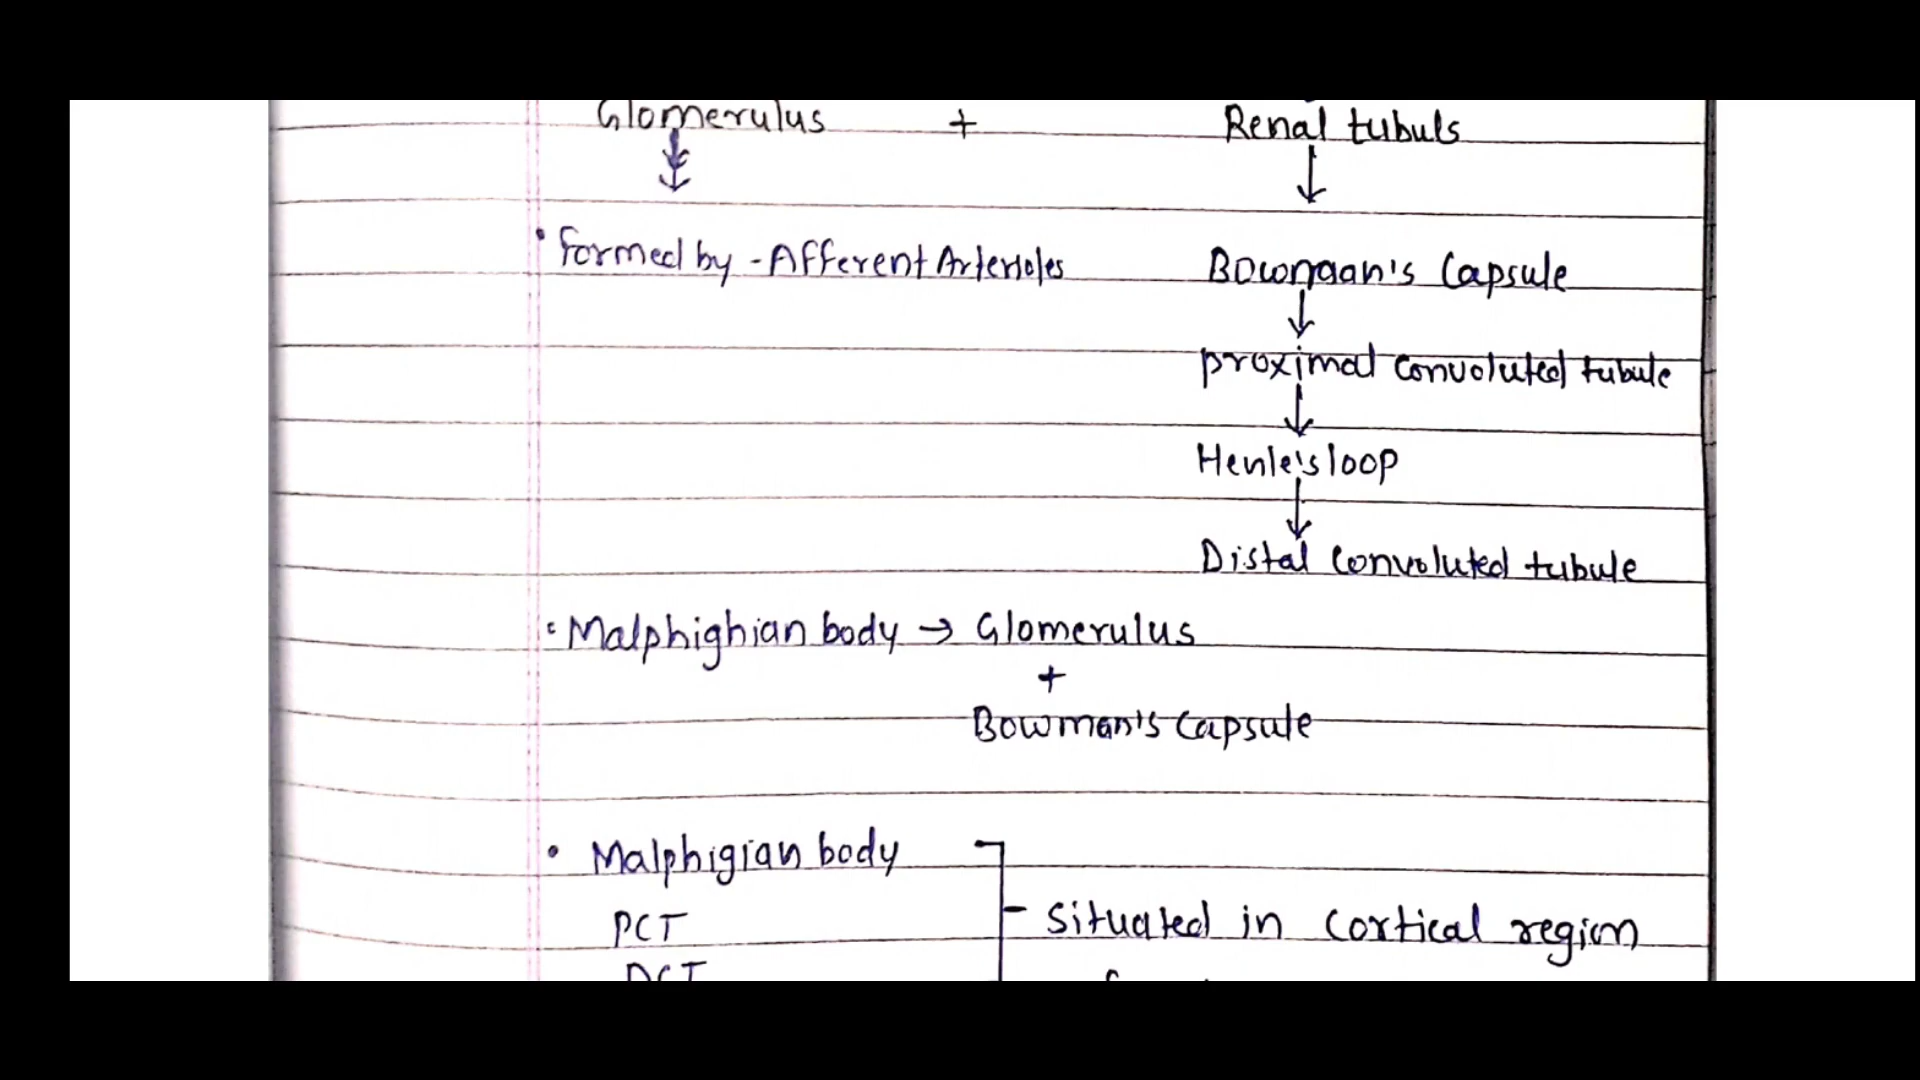 Glomerulus + Renal tubuls
• Formed by - Afferent Arterioles Bowmaan's Capsule
proximal convoluted tubule
Henle's loop
Distal convoluted tubule
• Malphighian body → Glomerulus
+
Bowman's Capsule
• Malphigian body
PCT - situated in cortical region
DCT